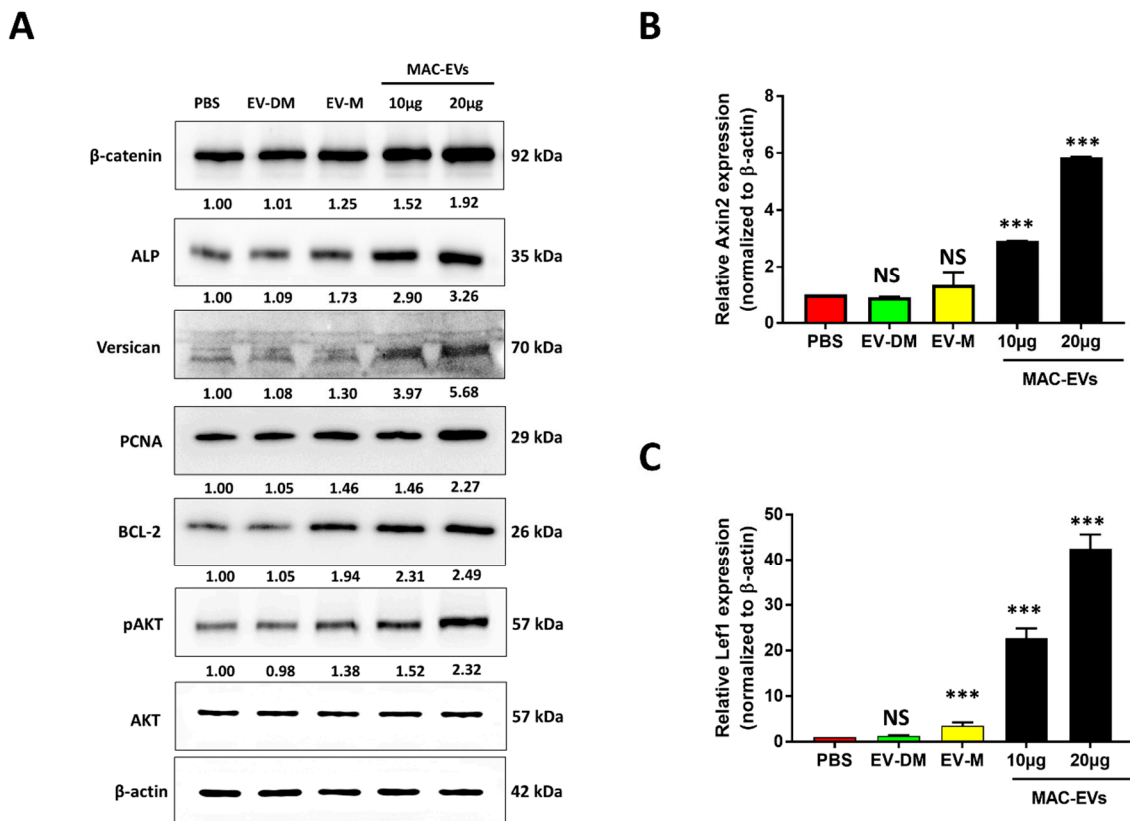 A
MAC-EVs
PBS EV-DM EV-M 10µg 20µg
β-catenin 92 kDa
1.00 1.01 1.25 1.52 1.92
ALP 35 kDa
1.00 1.09 1.73 2.90 3.26
Versican 70 kDa
1.00 1.08 1.30 3.97 5.68
PCNA 29 kDa
1.00 1.05 1.46 1.46 2.27
BCL-2 26 kDa
1.00 1.05 1.94 2.31 2.49
pAKT 57 kDa
1.00 0.98 1.38 1.52 2.32
AKT 57 kDa
β-actin 42 kDa
B
Relative Axin2 expression
(normalized to β-actin)
8
6
4
2
0
NS
NS
***
***
PBS EV-DM EV-M 10µg 20µg
MAC-EVs
C
Relative Lef1 expression
(normalized to β-actin)
50
40
30
20
10
0
NS
***
***
***
PBS EV-DM EV-M 10µg 20µg
MAC-EVs